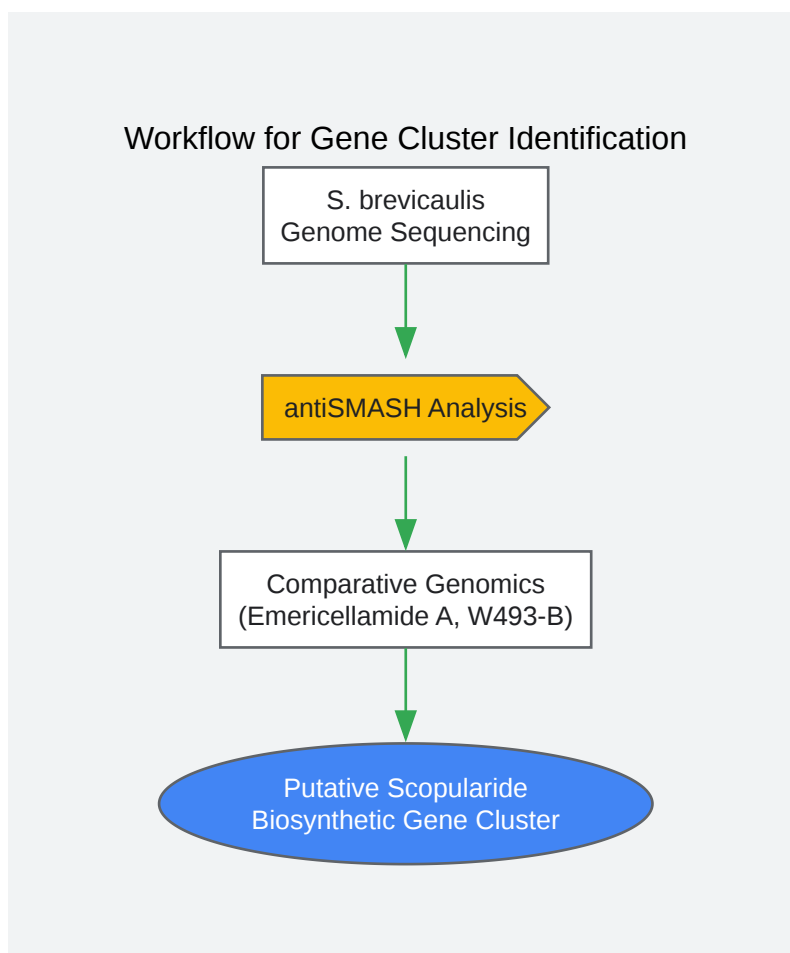 Workflow for Gene Cluster Identification
S. brevicaulis
Genome Sequencing
antiSMASH Analysis
Comparative Genomics
(Emericellamide A, W493-B)
Putative Scopularide
Biosynthetic Gene Cluster